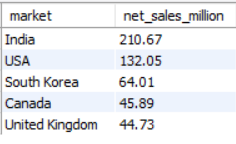 market net_sales_million
India 210.67
USA 132.05
South Korea 64.01
Canada 45.89
United Kingdom 44.73